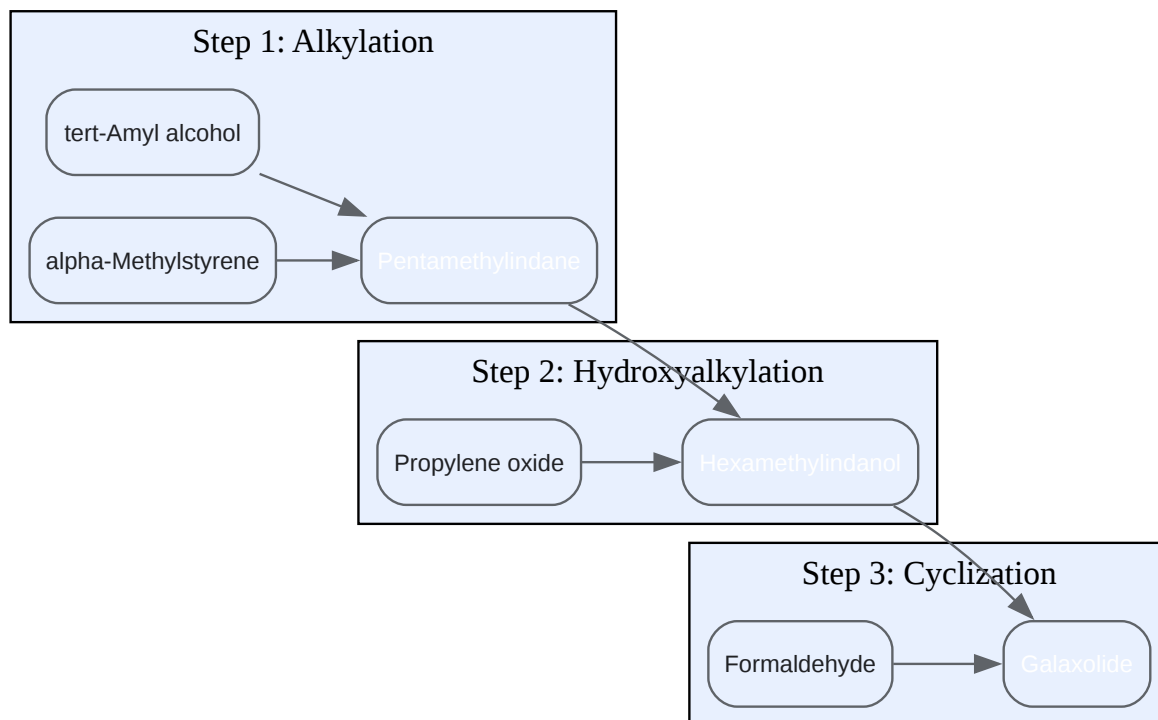 Step 1: Alkylation
tert-Amyl alcohol
alpha-Methylstyrene
Pentamethylindane
Step 2: Hydroxyalkylation
Propylene oxide
Hexamethylindanol
Step 3: Cyclization
Formaldehyde
Galaxolide